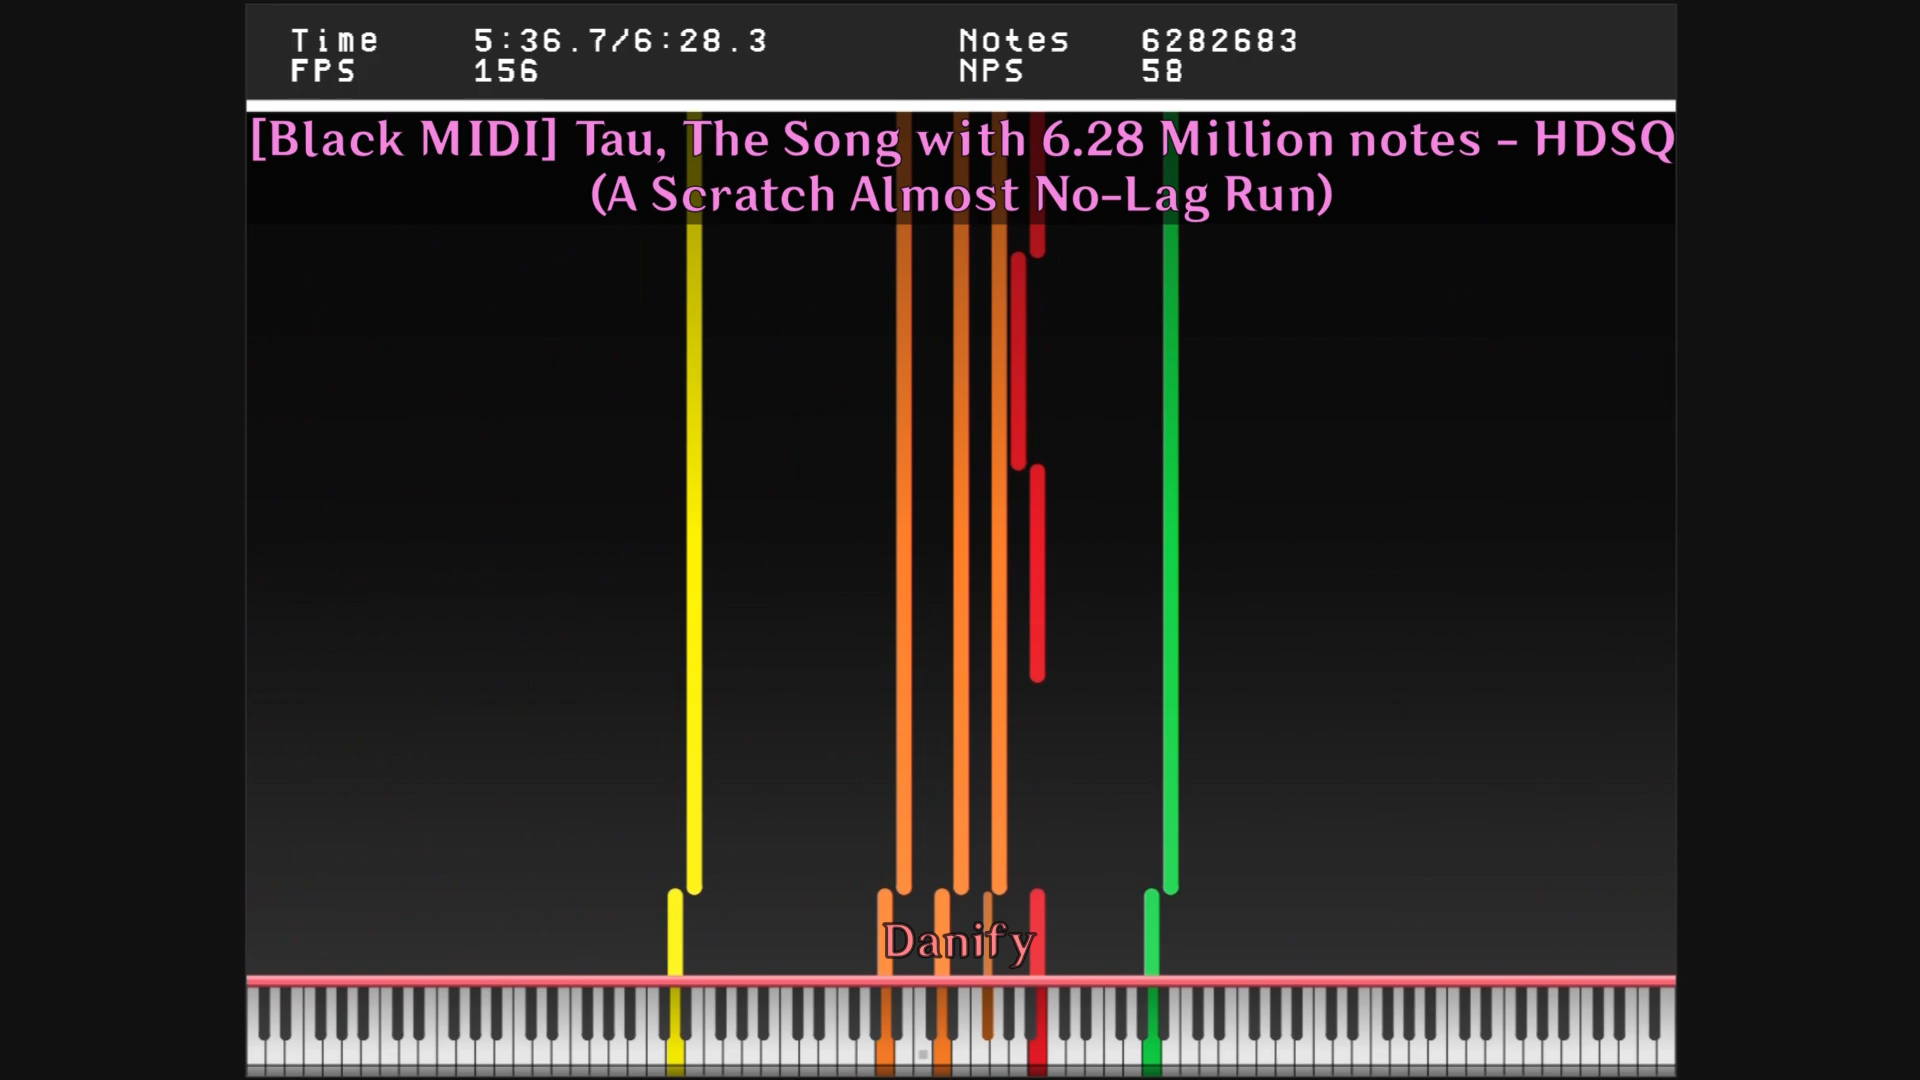 Time 5:36.7/6:28.3 Notes 6282683
FPS 156 NPS 58
[Black MIDI] Tau, The Song with 6.28 Million notes - HDSQ
(A Scratch Almost No-Lag Run)
Danify